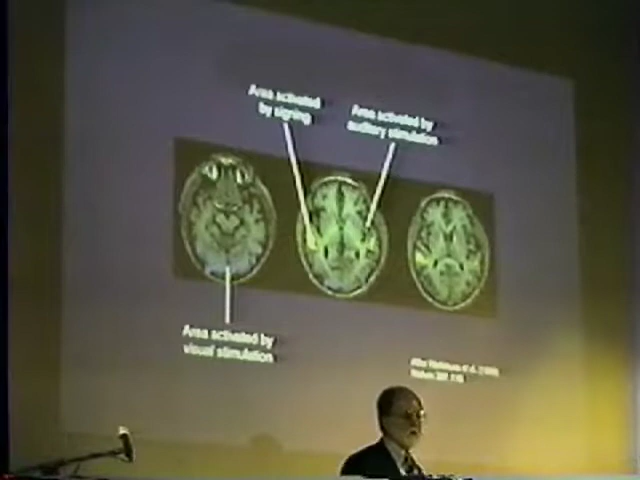 Area activated
by signing
Area activated by
auditory stimulation
Area activated by
visual stimulation